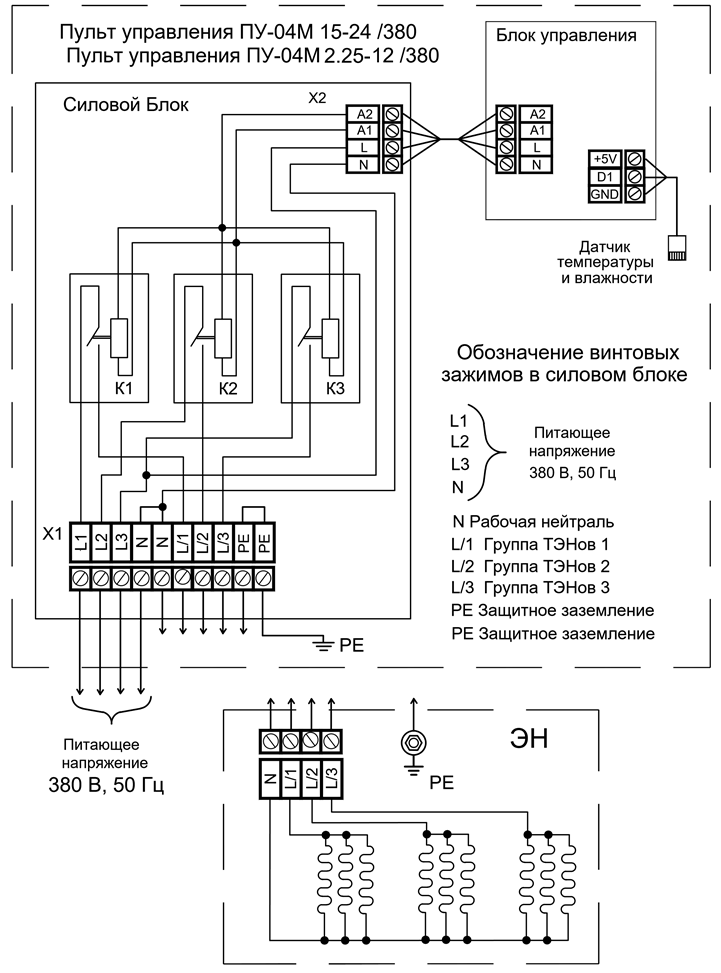 Пульт управления ПУ-04М 15-24 /380
Пульт управления ПУ-04М 2.25-12 /380
Блок управления
Силовой Блок
X2
A2
A1
L
N
A2
A1
L
N
+5V
D1
GND
Датчик
температуры
и влажности
K1
K2
K3
Обозначение винтовых
зажимов в силовом блоке
L1
L2
L3
N
Питающее
напряжение
380 В, 50 Гц
N Рабочая нейтраль
L/1 Группа ТЭНов 1
L/2 Группа ТЭНов 2
L/3 Группа ТЭНов 3
PE Защитное заземление
PE Защитное заземление
X1
L1
L2
L3
N
N
L/1
L/2
L/3
PE
PE
PE
Питающее
напряжение
380 В, 50 Гц
ЭН
PE
N
L/1
L/2
L/3